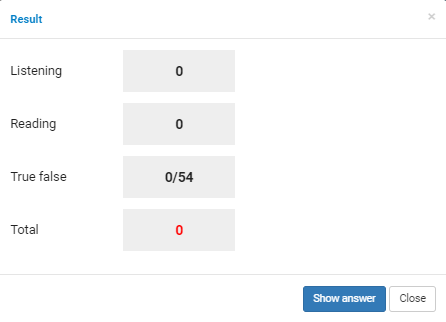 Result ×
Listening 0
Reading 0
True false 0/54
Total 0
Show answer Close